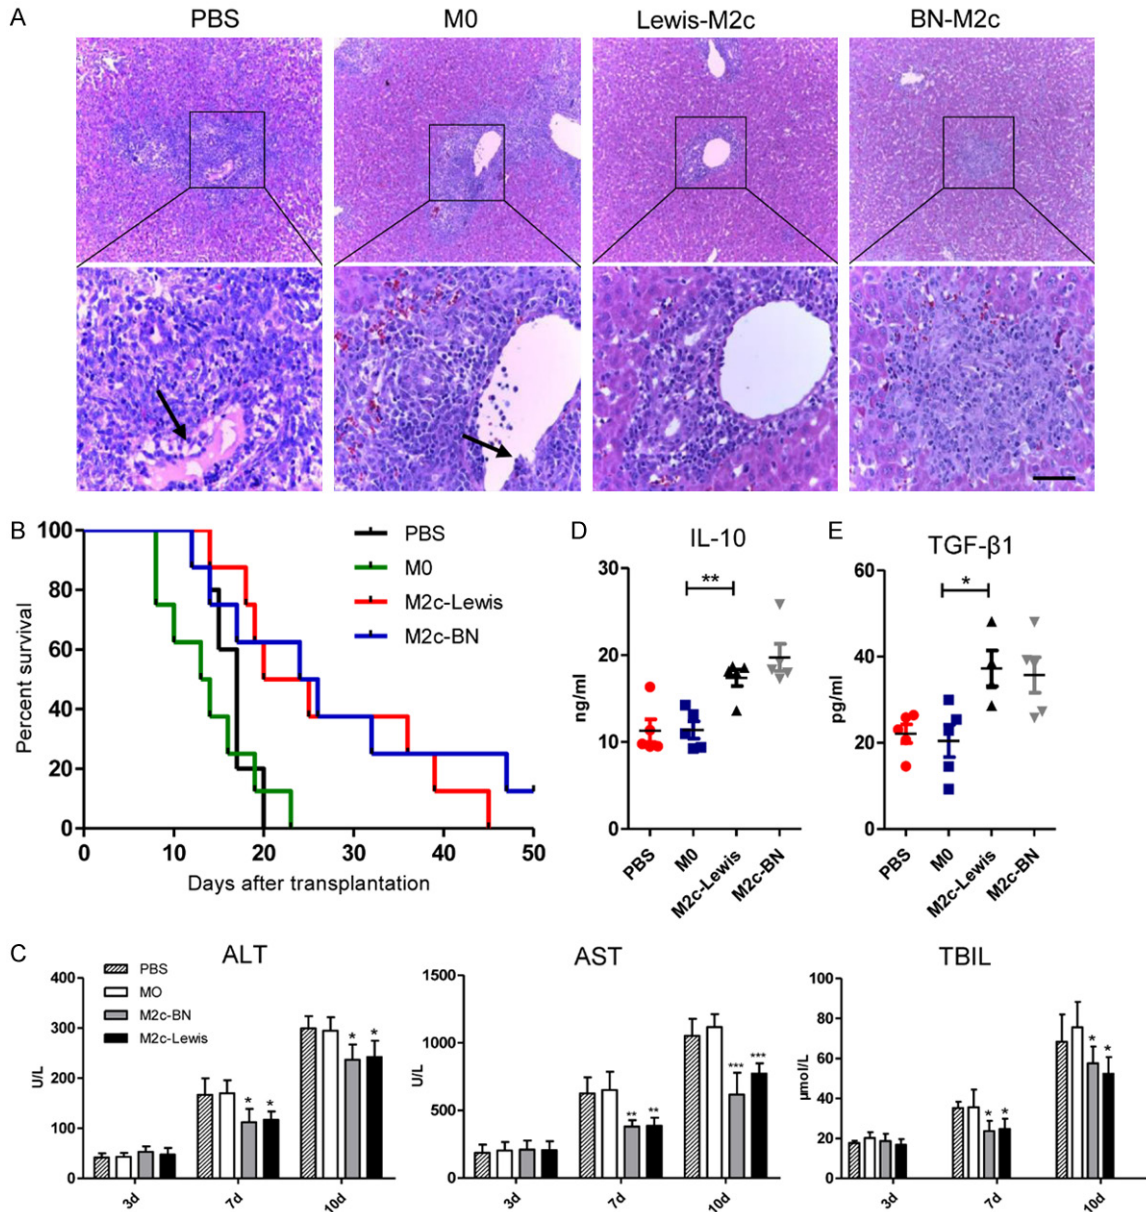 A
PBS
M0
Lewis-M2c
BN-M2c
B
100
80
60
40
20
0
Percent survival
0
10
20
30
40
50
Days after transplantation
PBS
M0
M2c-Lewis
M2c-BN
D
IL-10
30
20
10
0
ng/ml
**
PBS
M0
M2c-Lewis
M2c-BN
E
TGF-β1
60
40
20
0
pg/ml
*
PBS
M0
M2c-Lewis
M2c-BN
C
ALT
PBS
MO
M2c-BN
M2c-Lewis
400
300
200
100
0
U/L
* *
* *
3d
7d
10d
AST
1500
1000
500
0
U/L
** **
*** ***
3d
7d
10d
TBIL
100
80
60
40
20
0
μmol/L
* *
* *
3d
7d
10d